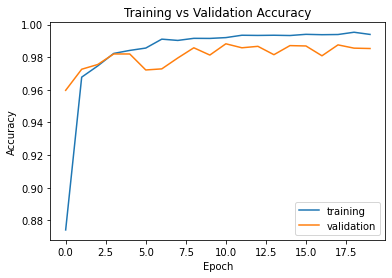 Training vs Validation Accuracy
Accuracy
1.00
0.98
0.96
0.94
0.92
0.90
0.88
0.0 2.5 5.0 7.5 10.0 12.5 15.0 17.5
Epoch
training
validation